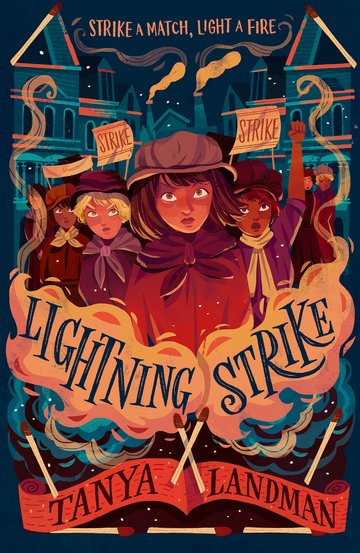 STRIKE A MATCH, LIGHT A FIRE
STRIKE
STRIKE
LIGHTNING STRIKE
TANYA LANDMAN